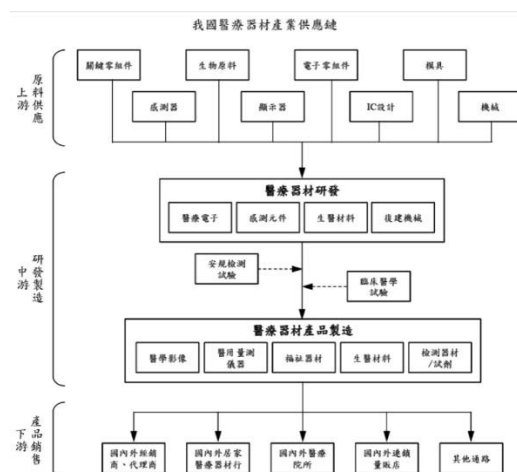 我國醫療器材產業供應鏈
原料供應
上游
關鍵零組件
生物原料
電子零組件
模具
感測器
顯示器
IC設計
機械
研發製造
中游
醫療器材研發
醫療電子
感測元件
生醫材料
復建機械
安規檢測
試驗
臨床醫學
試驗
醫療器材產品製造
醫學影像
醫用量測
儀器
福祉器材
生醫材料
檢測器材
/試劑
產品銷售
下游
國內外經銷
商、代理商
國內外居家
醫療器材行
國內外醫療
院所
國內外連鎖
量販店
其他通路